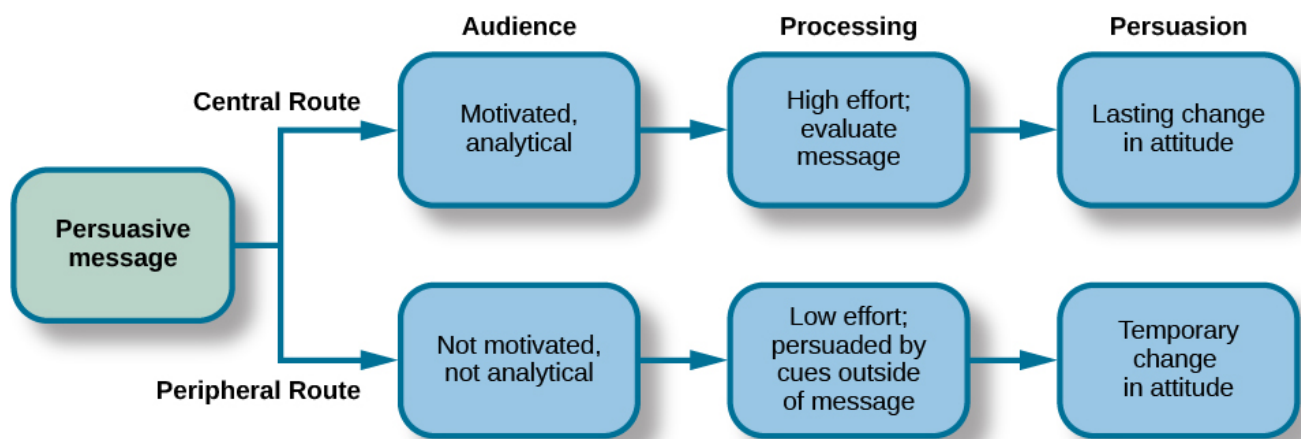 Audience
Processing
Persuasion
Central Route
Motivated,
analytical
High effort;
evaluate
message
Lasting change
in attitude
Persuasive
message
Peripheral Route
Not motivated,
not analytical
Low effort;
persuaded by
cues outside
of message
Temporary
change
in attitude